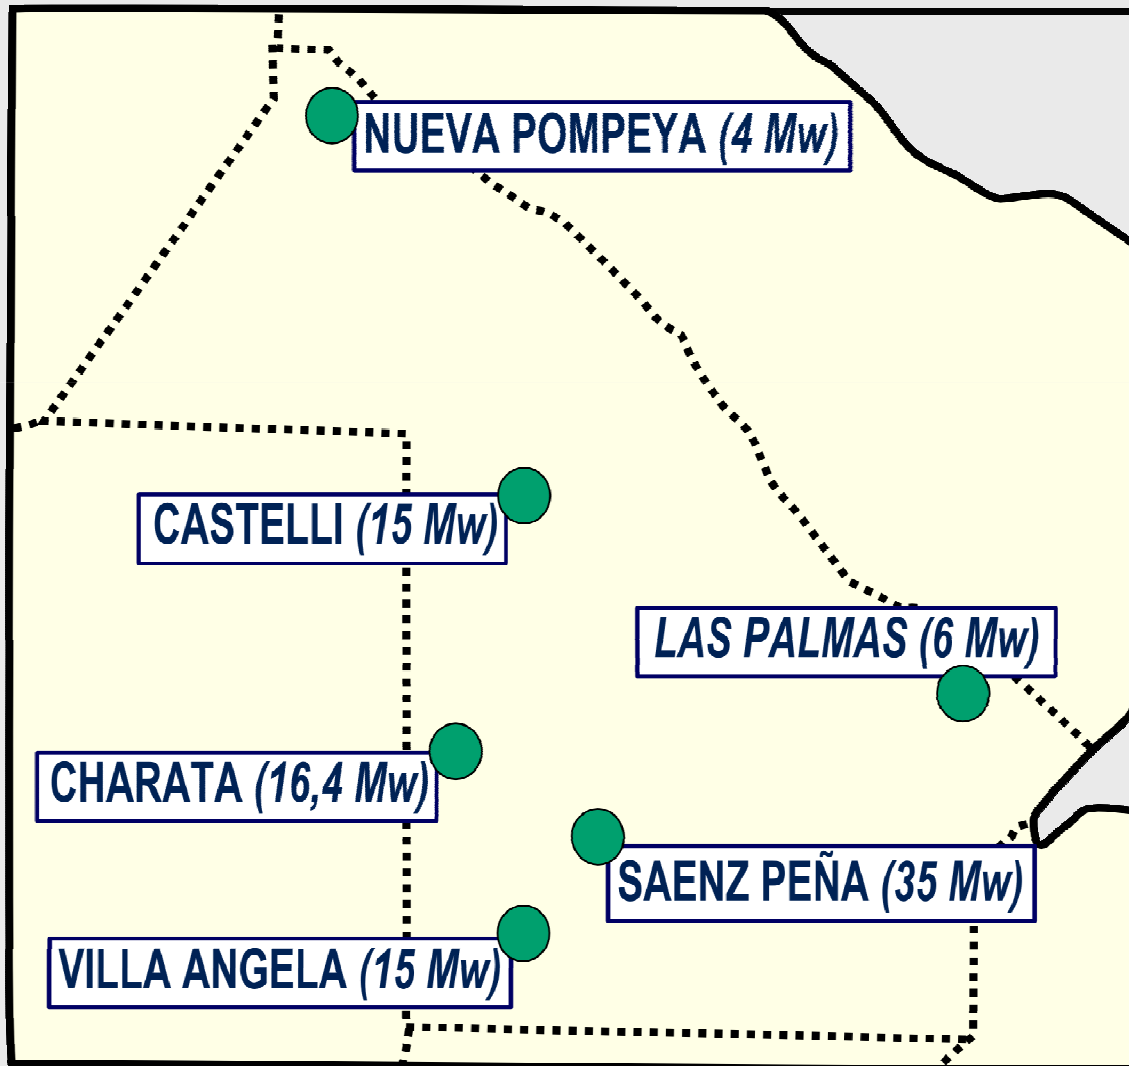 NUEVA POMPEYA (4 Mw)
CASTELLI (15 Mw)
LAS PALMAS (6 Mw)
CHARATA (16,4 Mw)
SAENZ PEÑA (35 Mw)
VILLA ANGELA (15 Mw)